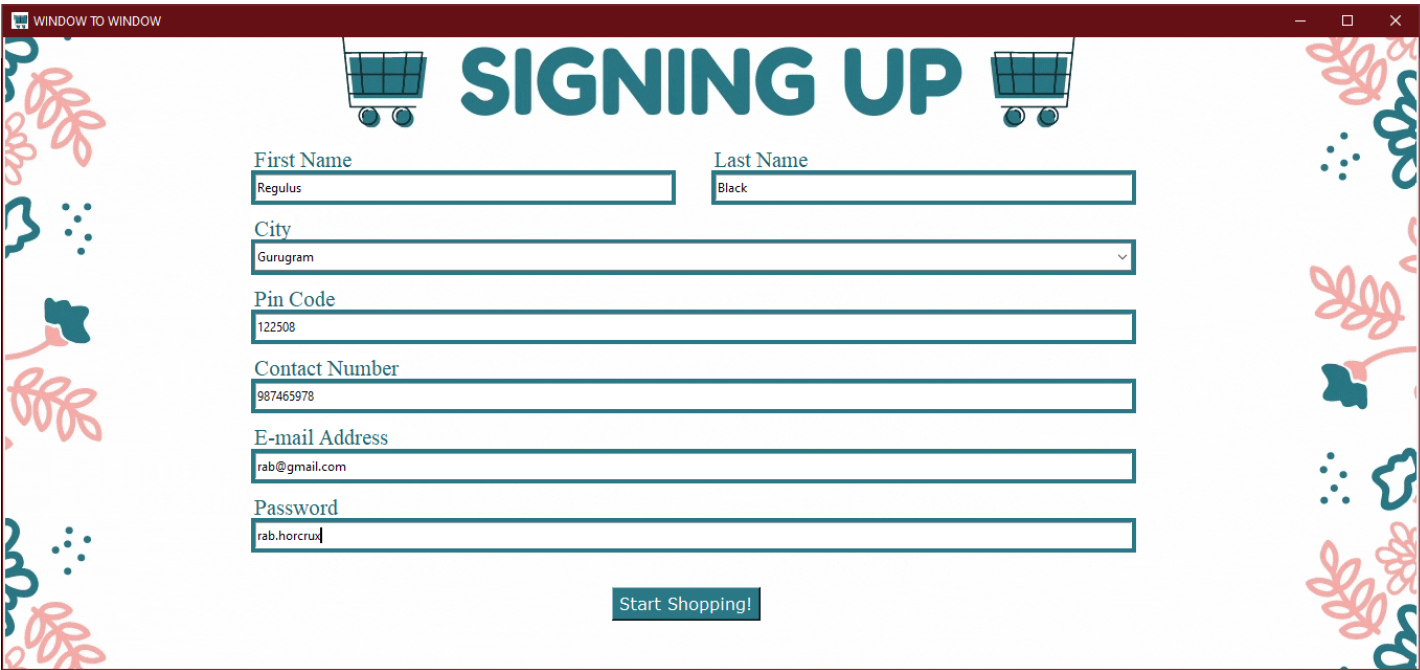 WINDOW TO WINDOW
SIGNING UP
First Name Last Name
Regulus Black
City
Gurugram
Pin Code
122508
Contact Number
987465978
E-mail Address
rab@gmail.com
Password
rab.horcrux
Start Shopping!